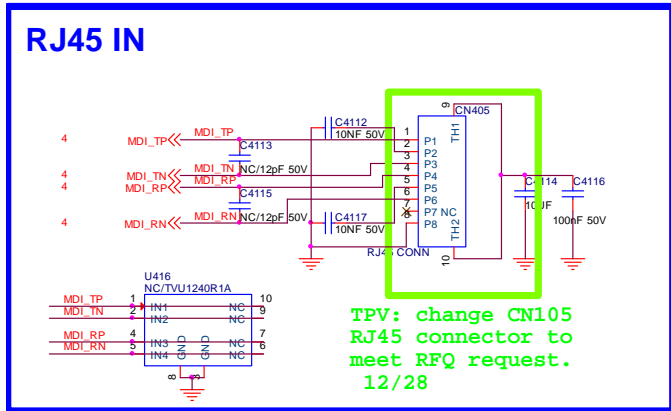 RJ45 IN
CN405
9
TH1
C4112
10NF 50V
4
MDI_TP
MDI_TP
1
P1
2
P2
C4113
3
P3
4
MDI_TN
MDI_TN
NC/12pF 50V
4
P4
4
MDI_RP
MDI_RP
5
P5
C4115
6
P6
C4114
C4116
10UF
7
P7 NC
4
MDI_RN
MDI_RN
NC/12pF 50V
C4117
10NF 50V
8
P8
100nF 50V
TH2
RJ45 CONN
10
U416
NC/TVU1240R1A
MDI_TP
1
IN1
NC
10
MDI_TN
2
IN2
NC
9
MDI_RP
4
IN3
NC
7
MDI_RN
5
IN4
NC
6
GND
GND
8
3
TPV: change CN105
RJ45 connector to
meet RFQ request.
12/28